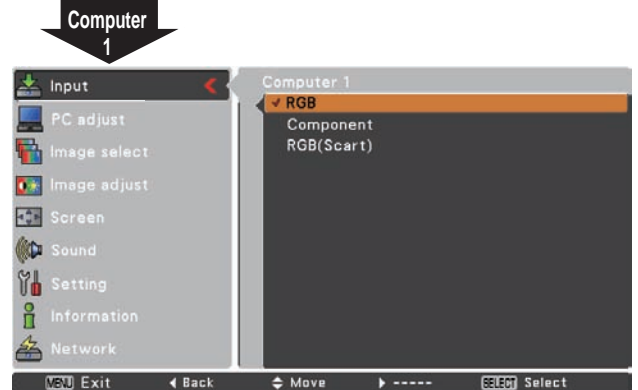 Computer
1
Input
PC adjust
Image select
Image adjust
Screen
Sound
Setting
Information
Network
Computer 1
RGB
Component
RGB(Scart)
MENU Exit Back Move ----- SELECT Select